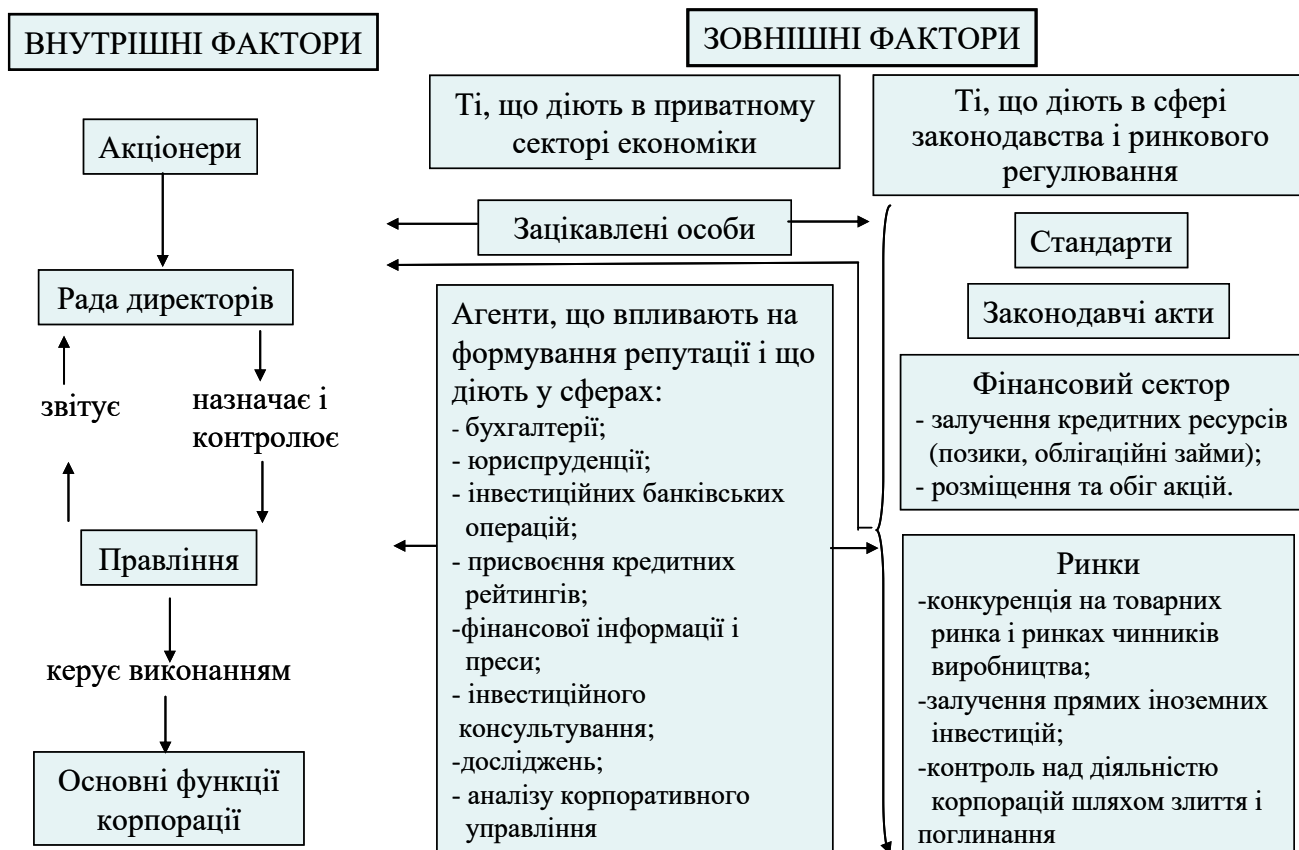 ВНУТРІШНІ ФАКТОРИ
Акціонери
Рада директорів
звітує
назначає і
контролює
Правління
керує виконанням
Основні функції
корпорації
ЗОВНІШНІ ФАКТОРИ
Ті, що діють в приватному
секторі економіки
Зацікавлені особи
Агенти, що впливають на
формування репутації і що
діють у сферах:
- бухгалтерії;
- юриспруденції;
- інвестиційних банківських
операцій;
- присвоєння кредитних
рейтингів;
-фінансової інформації і
преси;
- інвестиційного
консультування;
-досліджень;
- аналізу корпоративного
управління
Ті, що діють в сфері
законодавства і ринкового
регулювання
Стандарти
Законодавчі акти
Фінансовий сектор
- залучення кредитних ресурсів
(позики, облігаційні займи);
- розміщення та обіг акцій.
Ринки
-конкуренція на товарних
ринка і ринках чинників
виробництва;
-залучення прямих іноземних
інвестицій;
-контроль над діяльністю
корпорацій шляхом злиття і
поглинання